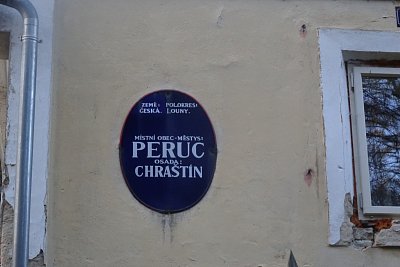 ZEMĚ: POLOKRES:
ČESKÁ. LOUNY.
MÍSTNÍ OBEC-MĚSTYS:
PERUC
OSADA:
CHRAŠTÍN